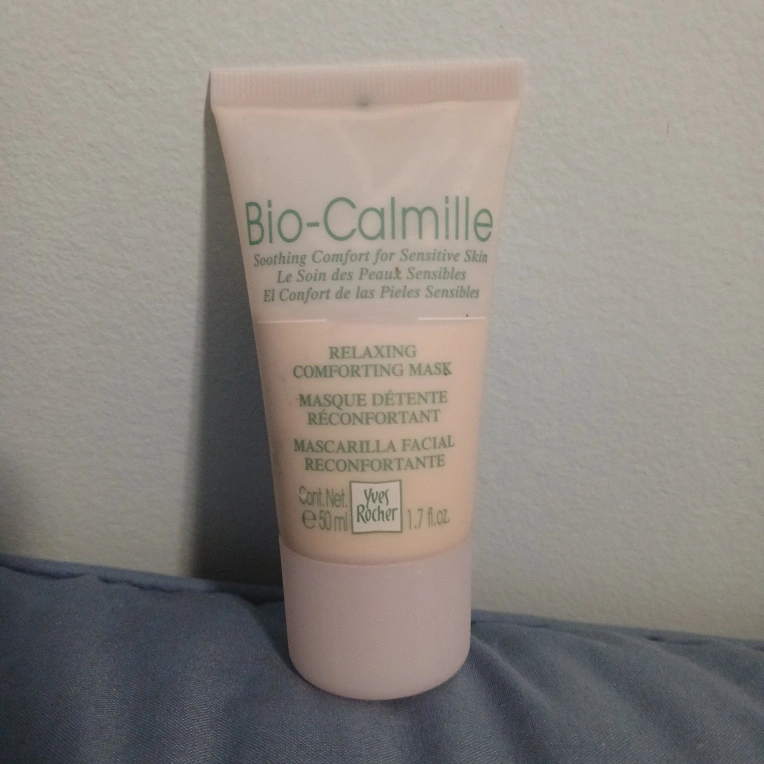 Bio-Calmille
Soothing Comfort for Sensitive Skin
Le Soin des Peaux Sensibles
El Confort de las Pieles Sensibles
RELAXING
COMFORTING MASK
MASQUE DÉTENTE
RÉCONFORTANT
MASCARILLA FACIAL
RECONFORTANTE
Cont. Net.
℮ 50 ml
Yves
Rocher
1.7 fl.oz.